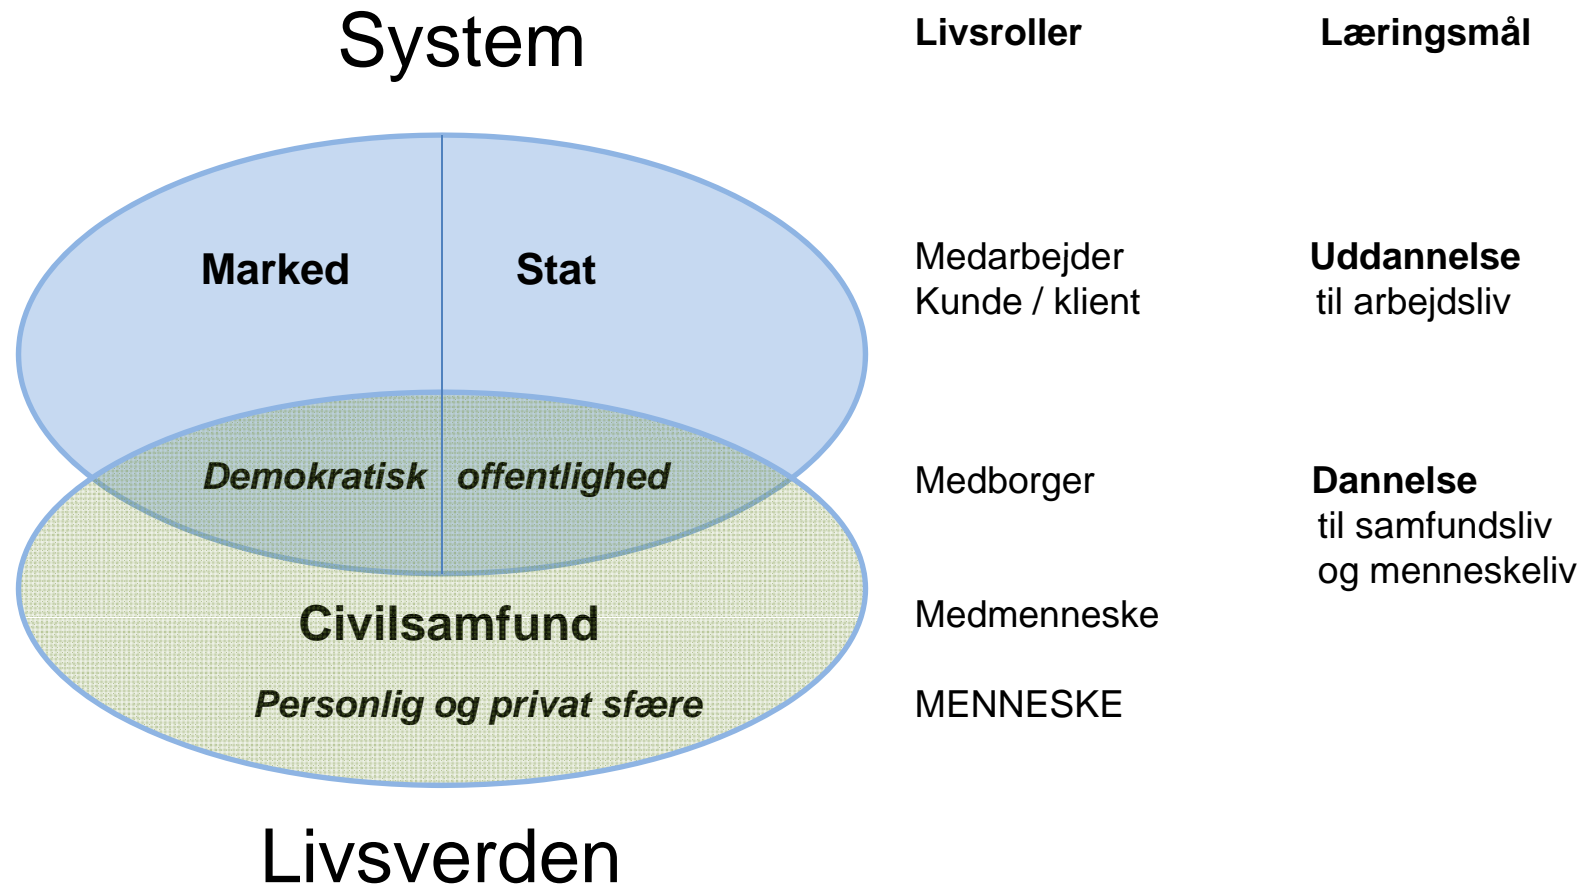 System
Livsroller
Læringsmål
Marked
Stat
Medarbejder
Kunde / klient
Uddannelse
til arbejdsliv
Demokratisk offentlighed
Medborger
Dannelse
til samfundsliv
og menneskeliv
Civilsamfund
Medmenneske
Personlig og privat sfære
MENNESKE
Livsverden